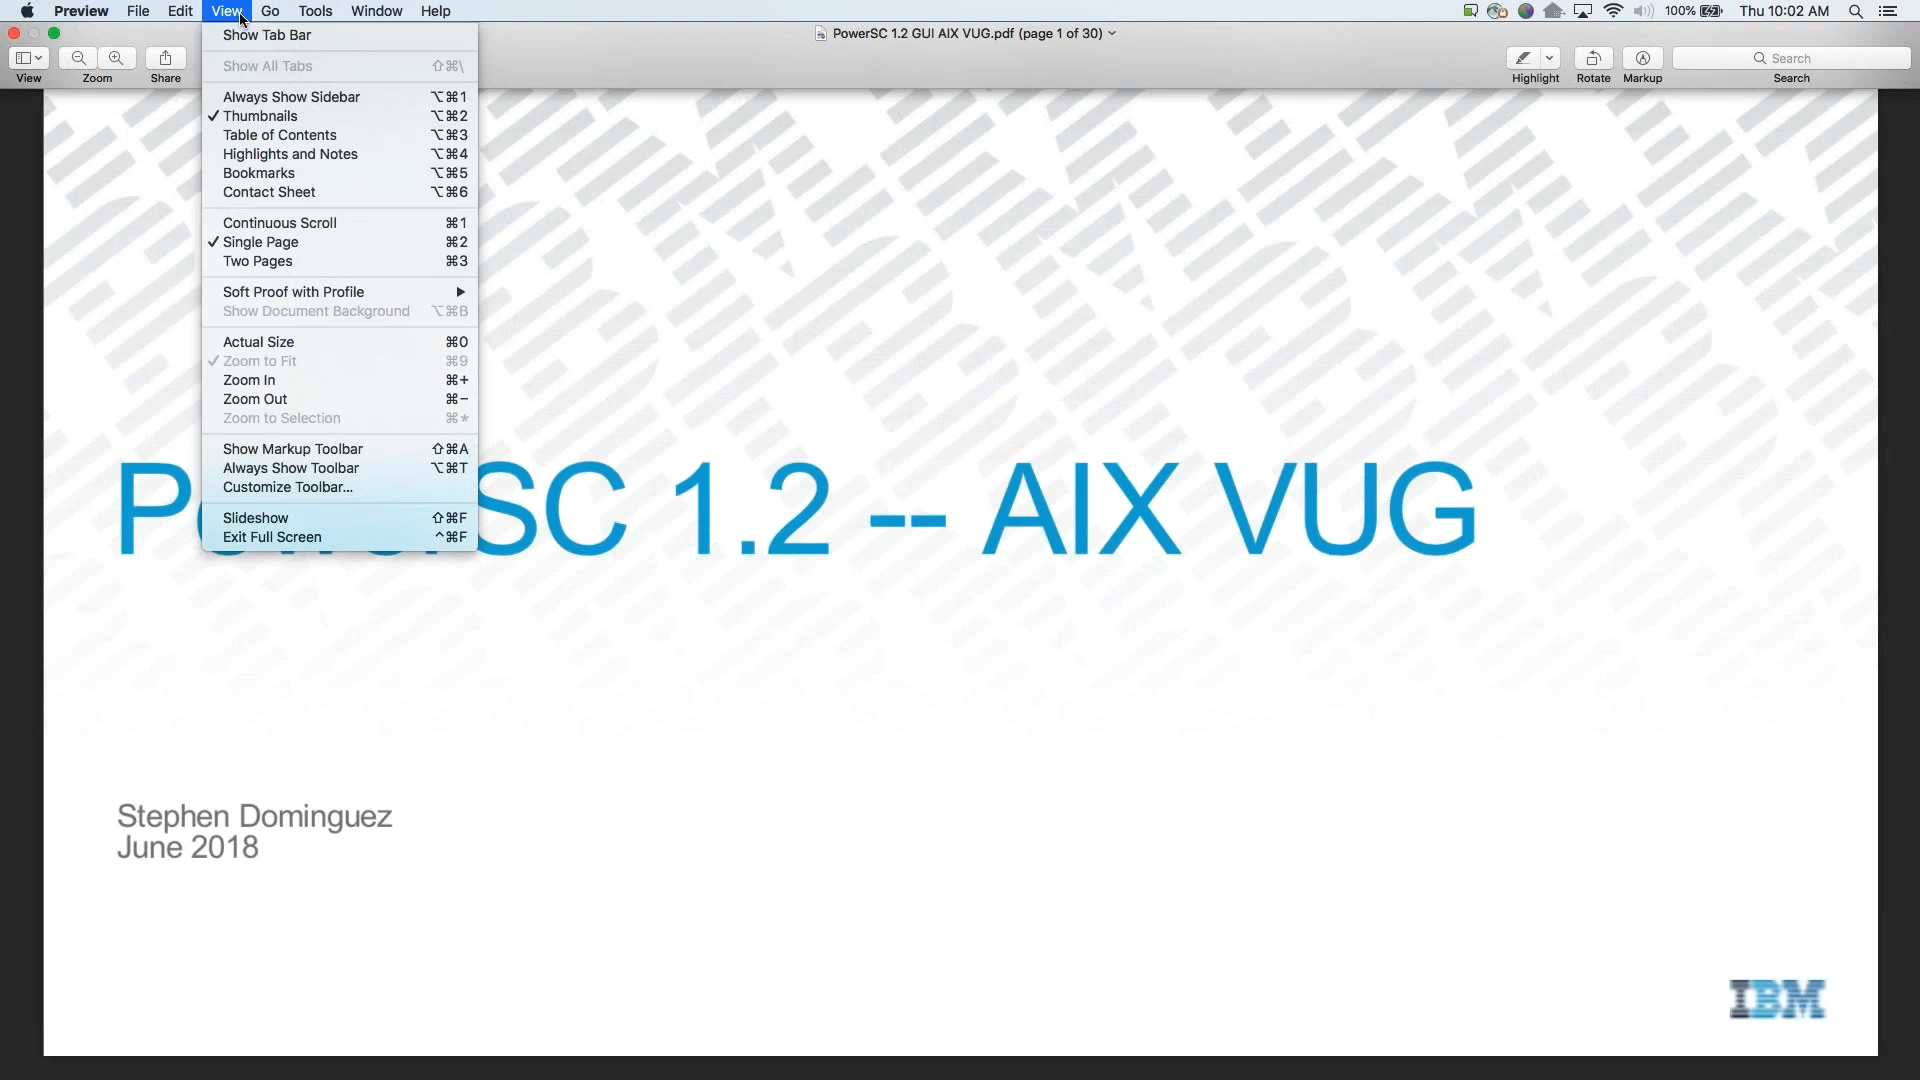 Preview File Edit View Go Tools Window Help 100% Thu 10:02 AM
PowerSC 1.2 GUI AIX VUG.pdf (page 1 of 30)
View Zoom Share Highlight Rotate Markup Search
Search
Show Tab Bar
Show All Tabs ⇧⌘\
Always Show Sidebar ⌥⌘1
✓ Thumbnails ⌥⌘2
Table of Contents ⌥⌘3
Highlights and Notes ⌥⌘4
Bookmarks ⌥⌘5
Contact Sheet ⌥⌘6
Continuous Scroll ⌘1
✓ Single Page ⌘2
Two Pages ⌘3
Soft Proof with Profile ▶
Show Document Background ⌥⌘B
Actual Size ⌘0
✓ Zoom to Fit ⌘9
Zoom In ⌘+
Zoom Out ⌘−
Zoom to Selection ⌘*
Show Markup Toolbar ⇧⌘A
Always Show Toolbar ⌥⌘T
Customize Toolbar...
Slideshow ⇧⌘F
Exit Full Screen ^⌘F
PowerSC 1.2 -- AIX VUG
Stephen Dominguez
June 2018
IBM